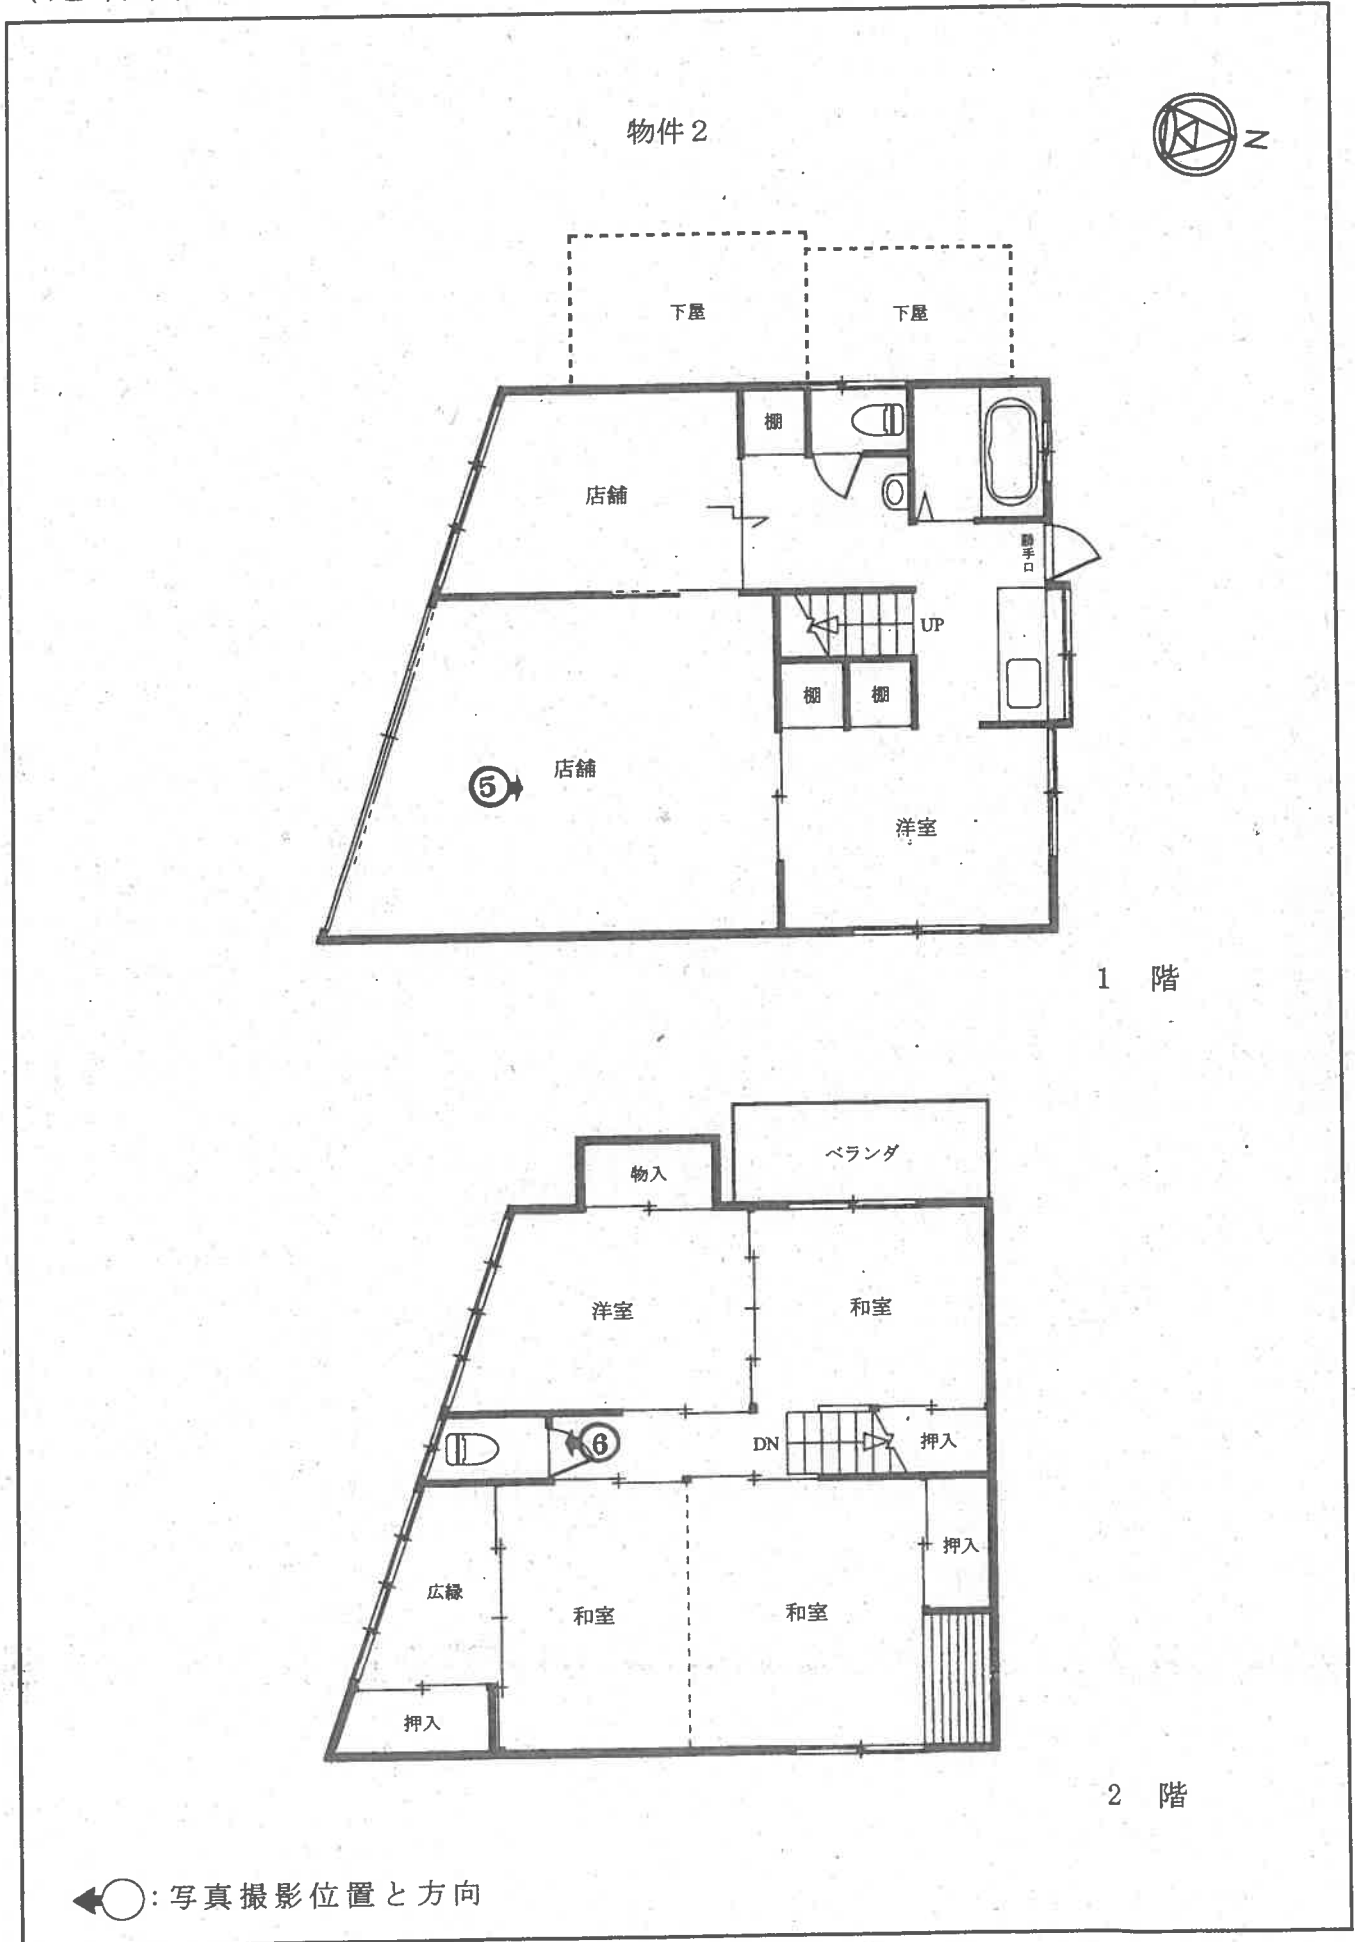 物件2
N
下屋
下屋
棚
店舗
勝手口
UP
棚
棚
⑤
店舗
洋室
1 階
ベランダ
物入
洋室
和室
⑥
DN
押入
押入
広縁
和室
和室
押入
2 階
:写真撮影位置と方向